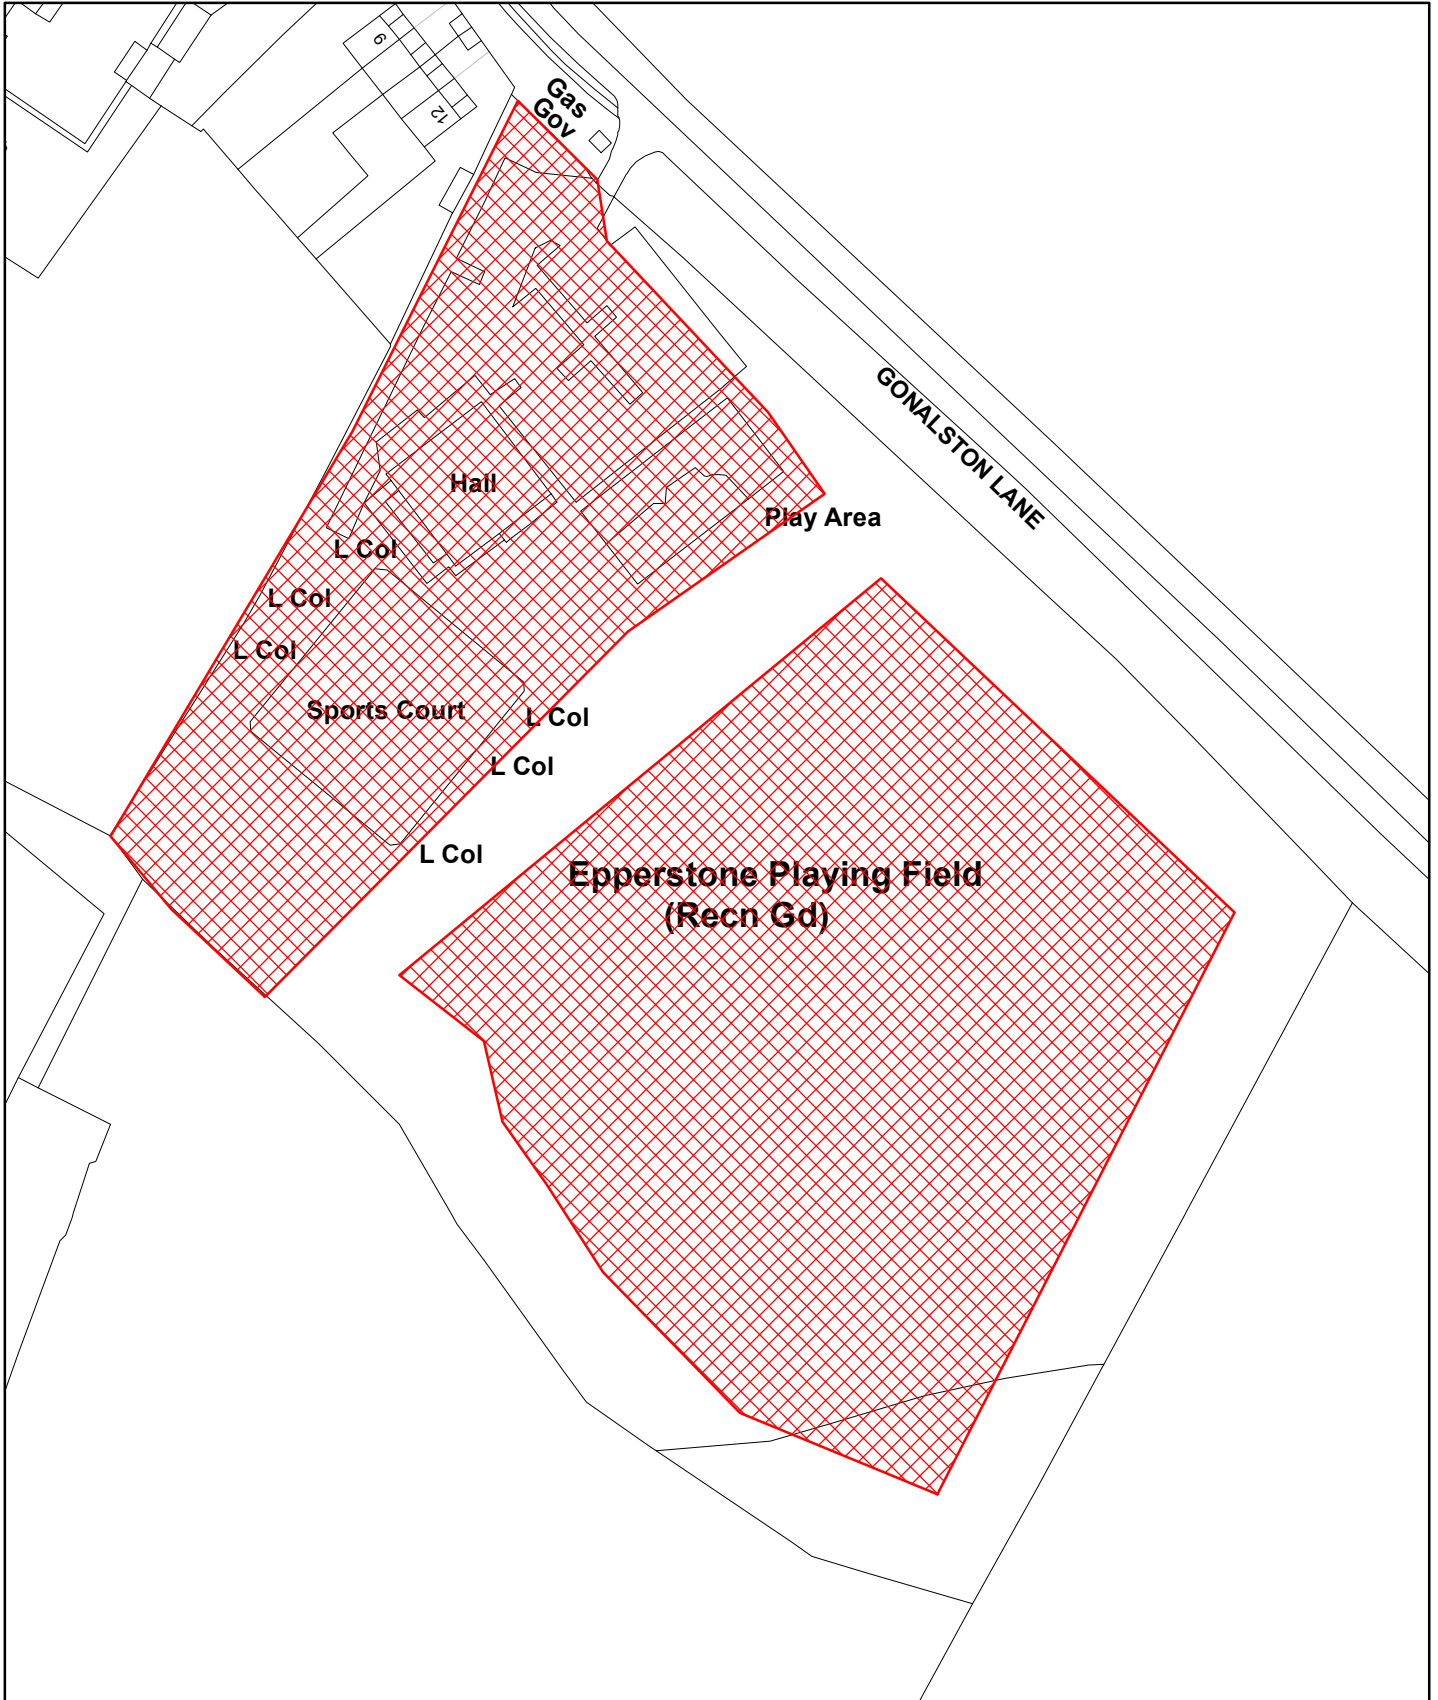 9
12
Gas
Gov
GONALSTON LANE
Hall
Play Area
L Col
L Col
L Col
Sports Court
L Col
L Col
L Col
Epperstone Playing Field
(Recn Gd)